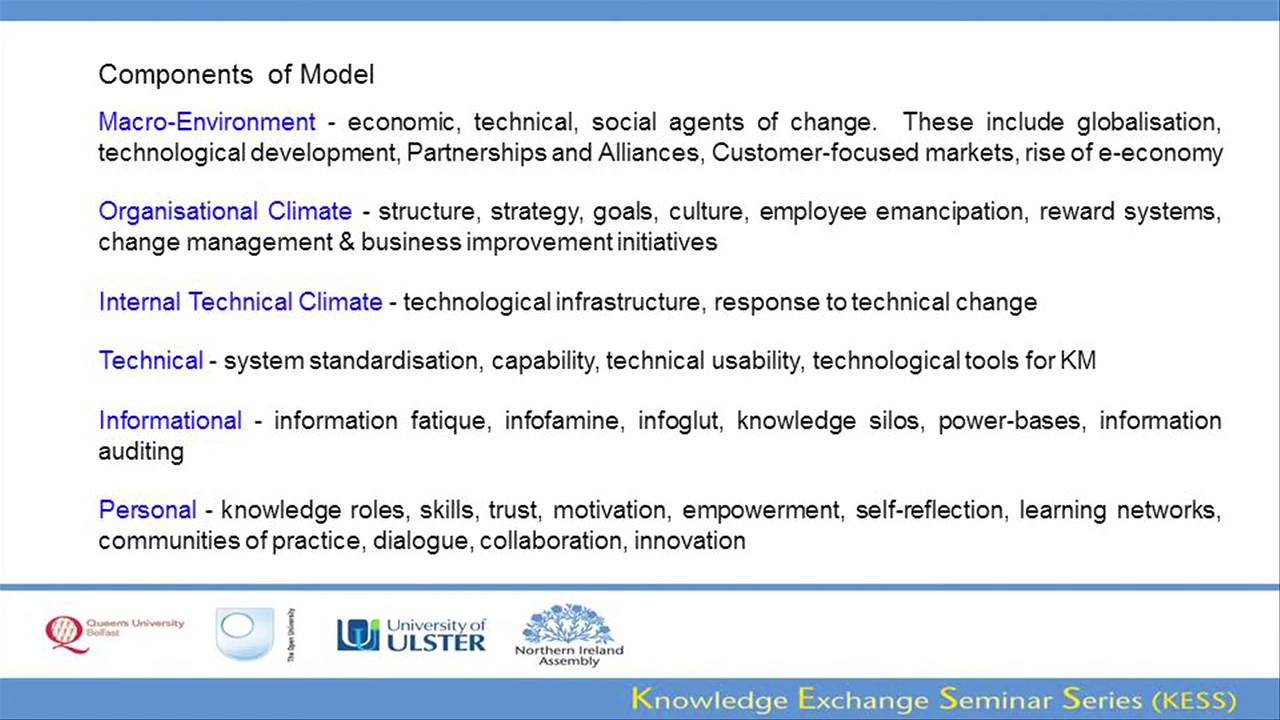 Components of Model
Macro-Environment - economic, technical, social agents of change. These include globalisation,
technological development, Partnerships and Alliances, Customer-focused markets, rise of e-economy
Organisational Climate - structure, strategy, goals, culture, employee emancipation, reward systems,
change management & business improvement initiatives
Internal Technical Climate - technological infrastructure, response to technical change
Technical - system standardisation, capability, technical usability, technological tools for KM
Informational - information fatique, infofamine, infoglut, knowledge silos, power-bases, information
auditing
Personal - knowledge roles, skills, trust, motivation, empowerment, self-reflection, learning networks,
communities of practice, dialogue, collaboration, innovation
Queen's University
Belfast
The Open University
University of
ULSTER
Northern Ireland
Assembly
Knowledge Exchange Seminar Series (KESS)